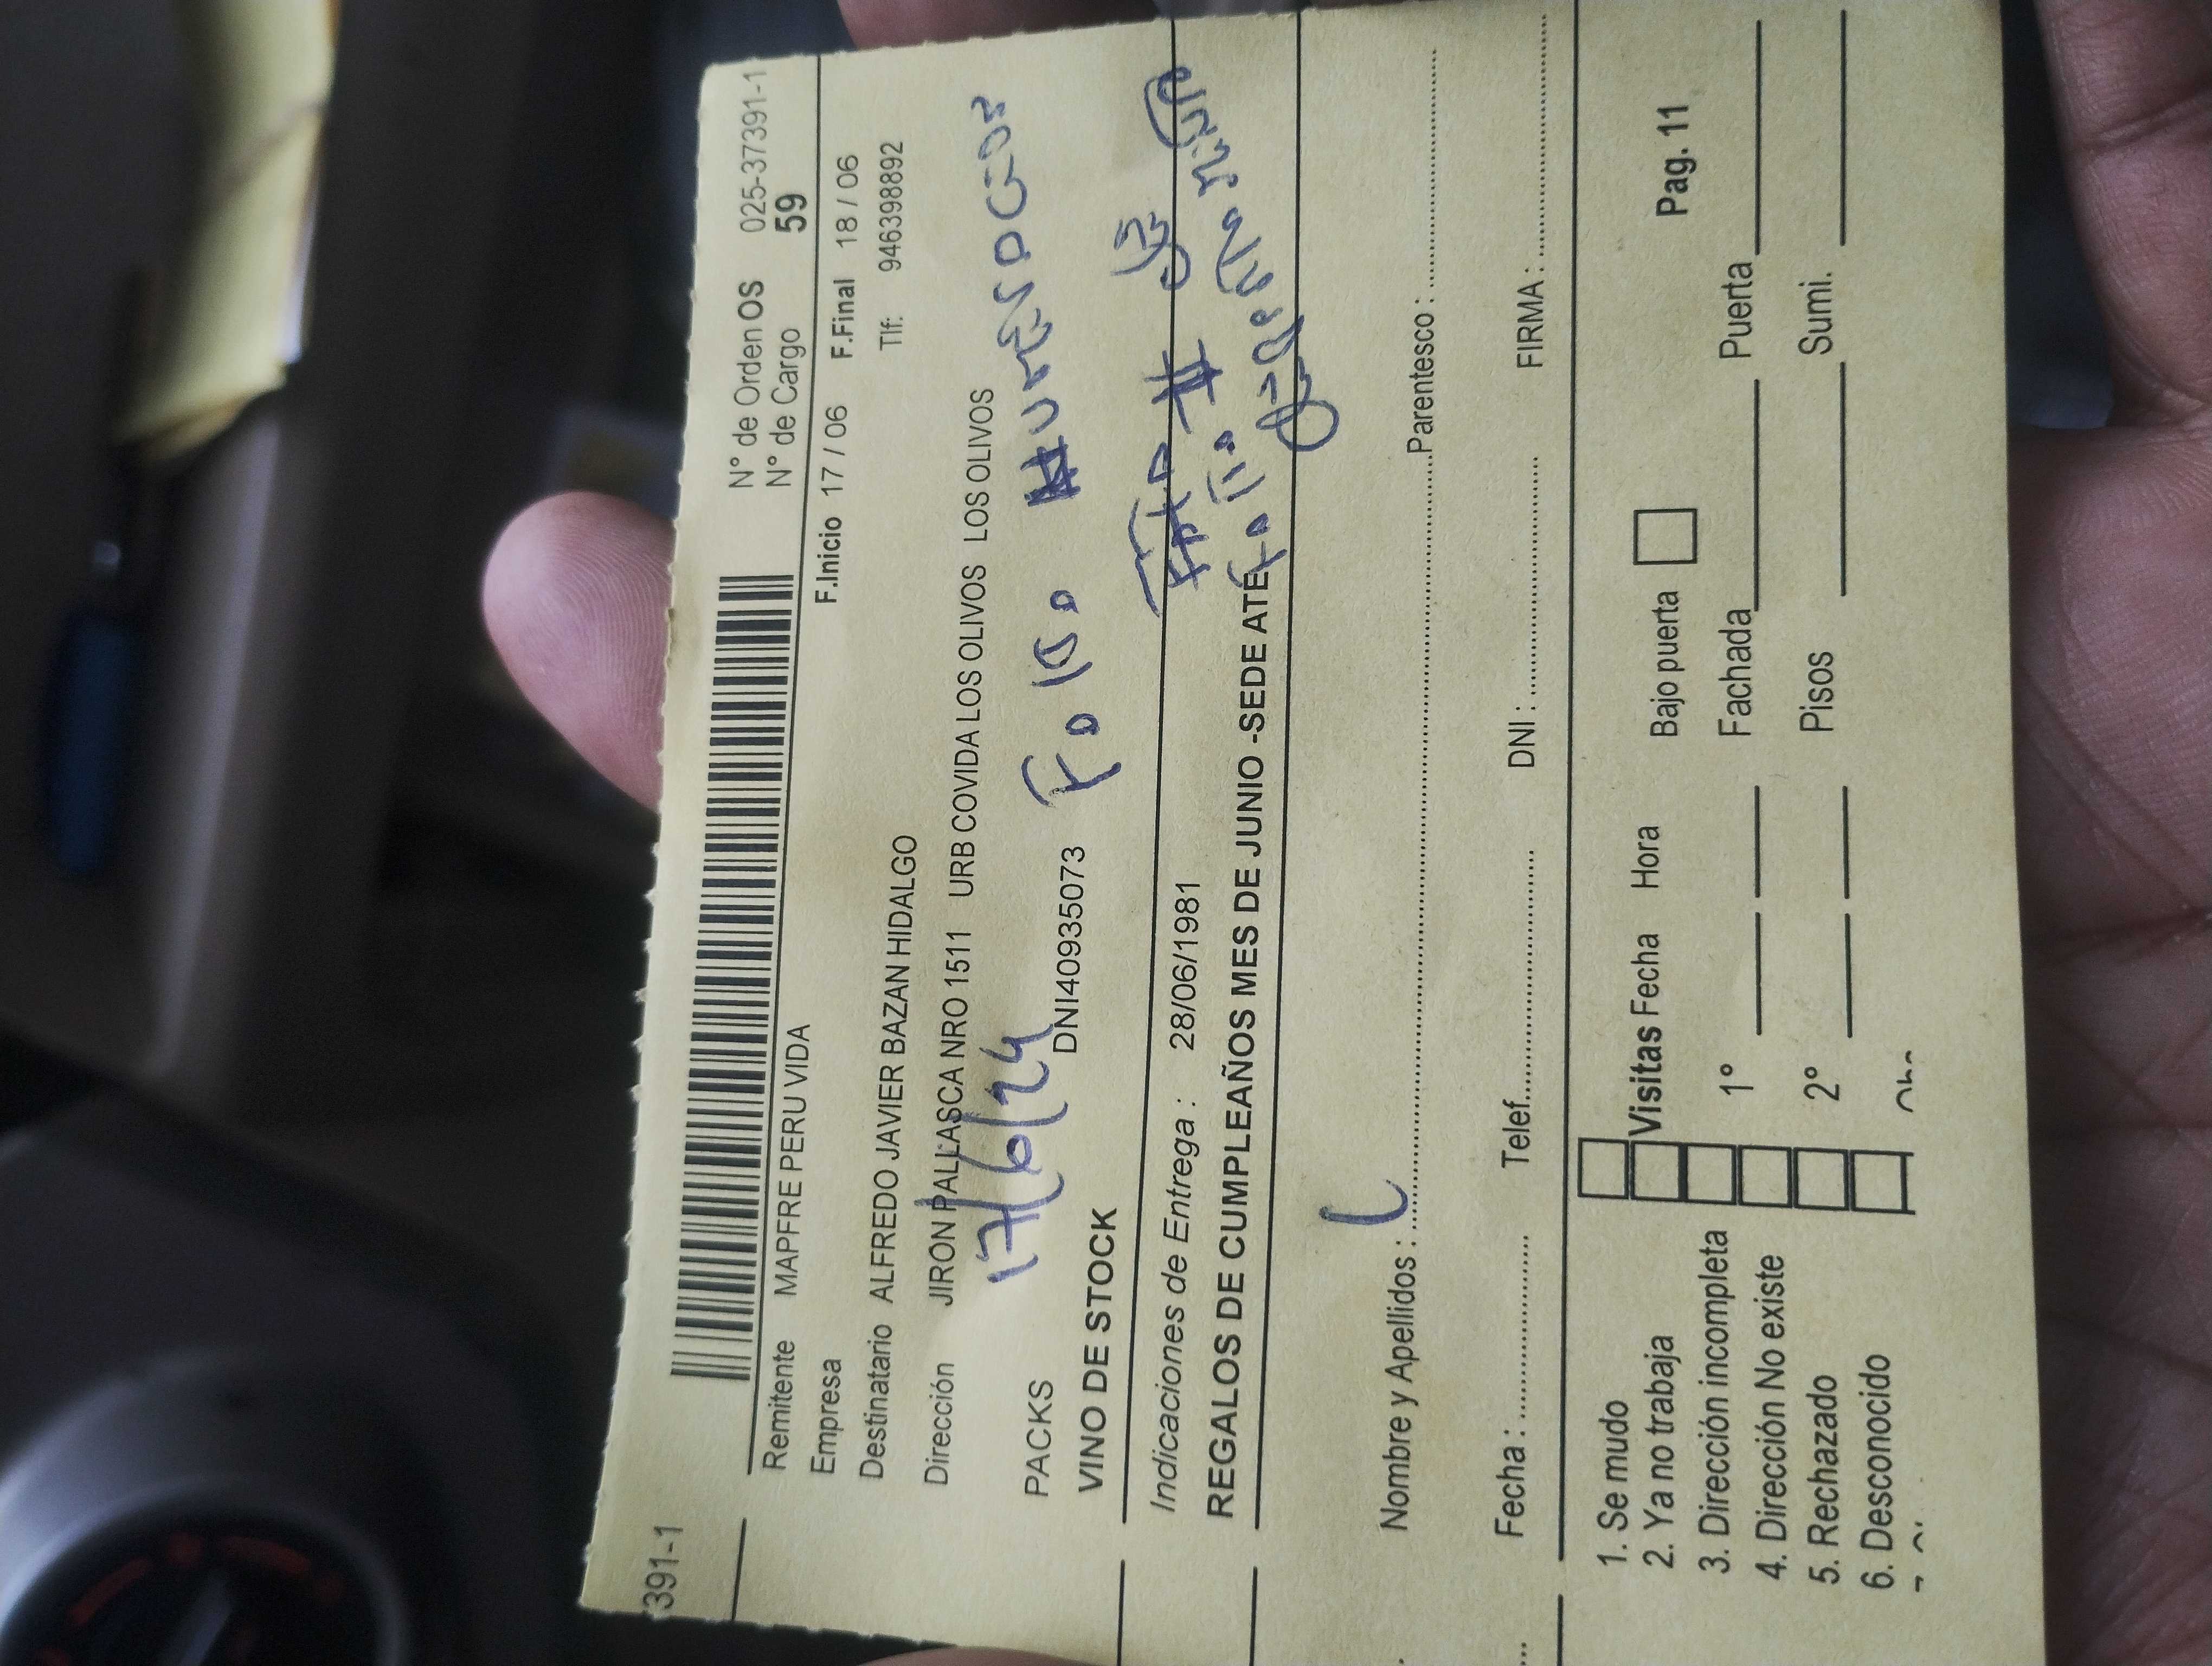 391-1
N° de Orden OS 025-37391-1
N° de Cargo 59
Remitente MAPFRE PERU VIDA
Empresa
F.Inicio 17 / 06 F.Final 18 / 06
Destinatario ALFREDO JAVIER BAZAN HIDALGO Tlf: 946398892
Dirección JIRON PALLASCA NRO 1511 URB COVIDA LOS OLIVOS LOS OLIVOS
17/6/24
PACKS DNI40935073
VINO DE STOCK
Indicaciones de Entrega : 28/06/1981
REGALOS DE CUMPLEAÑOS MES DE JUNIO -SEDE ATE
Nombre y Apellidos : Parentesco :
Fecha : Telef. DNI : FIRMA :
1. Se mudo
2. Ya no trabaja Visitas Fecha Hora Bajo puerta Pag. 11
3. Dirección incompleta
4. Dirección No existe 1° Fachada Puerta
5. Rechazado 2° Pisos Sumi.
6. Desconocido